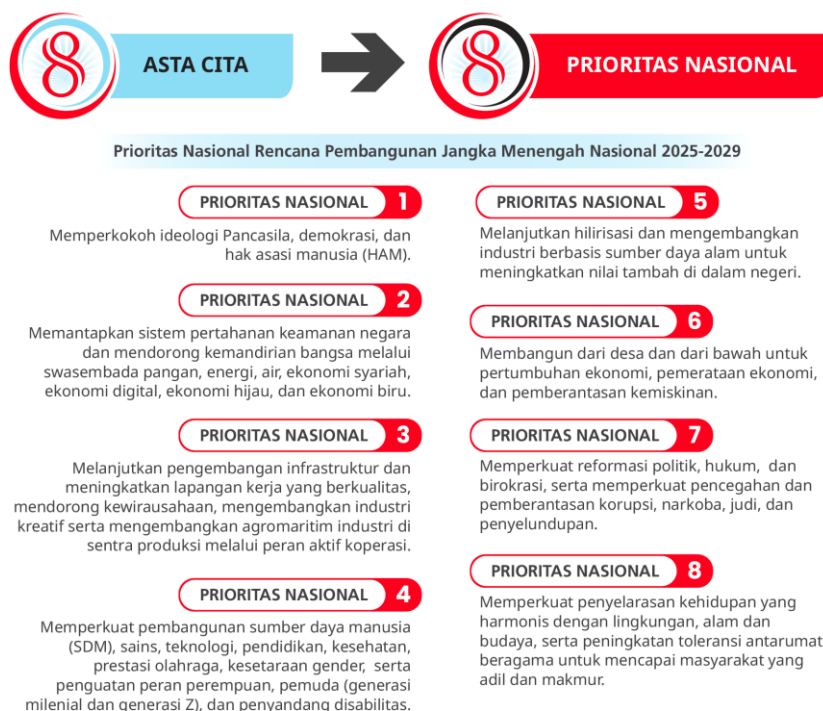 8
ASTA CITA
8
PRIORITAS NASIONAL
Prioritas Nasional Rencana Pembangunan Jangka Menengah Nasional 2025-2029
PRIORITAS NASIONAL 1
Memperkokoh ideologi Pancasila, demokrasi, dan
hak asasi manusia (HAM).
PRIORITAS NASIONAL 2
Memantapkan sistem pertahanan keamanan negara
dan mendorong kemandirian bangsa melalui
swasembada pangan, energi, air, ekonomi syariah,
ekonomi digital, ekonomi hijau, dan ekonomi biru.
PRIORITAS NASIONAL 3
Melanjutkan pengembangan infrastruktur dan
meningkatkan lapangan kerja yang berkualitas,
mendorong kewirausahaan, mengembangkan industri
kreatif serta mengembangkan agromaritim industri di
sentra produksi melalui peran aktif koperasi.
PRIORITAS NASIONAL 4
Memperkuat pembangunan sumber daya manusia
(SDM), sains, teknologi, pendidikan, kesehatan,
prestasi olahraga, kesetaraan gender, serta
penguatan peran perempuan, pemuda (generasi
milenial dan generasi Z), dan penyandang disabilitas.
PRIORITAS NASIONAL 5
Melanjutkan hilirisasi dan mengembangkan
industri berbasis sumber daya alam untuk
meningkatkan nilai tambah di dalam negeri.
PRIORITAS NASIONAL 6
Membangun dari desa dan dari bawah untuk
pertumbuhan ekonomi, pemerataan ekonomi,
dan pemberantasan kemiskinan.
PRIORITAS NASIONAL 7
Memperkuat reformasi politik, hukum, dan
birokrasi, serta memperkuat pencegahan dan
pemberantasan korupsi, narkoba, judi, dan
penyelundupan.
PRIORITAS NASIONAL 8
Memperkuat penyelarasan kehidupan yang
harmonis dengan lingkungan, alam dan
budaya, serta peningkatan toleransi antarumat
beragama untuk mencapai masyarakat yang
adil dan makmur.